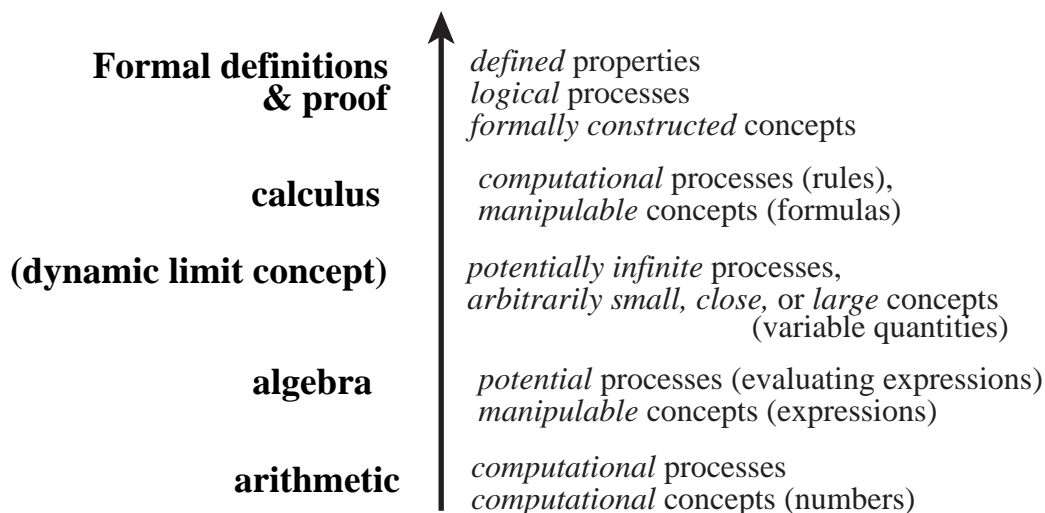 Formal definitions
& proof
defined properties
logical processes
formally constructed concepts
calculus
computational processes (rules),
manipulable concepts (formulas)
(dynamic limit concept)
potentially infinite processes,
arbitrarily small, close, or large concepts
(variable quantities)
algebra
potential processes (evaluating expressions)
manipulable concepts (expressions)
arithmetic
computational processes
computational concepts (numbers)